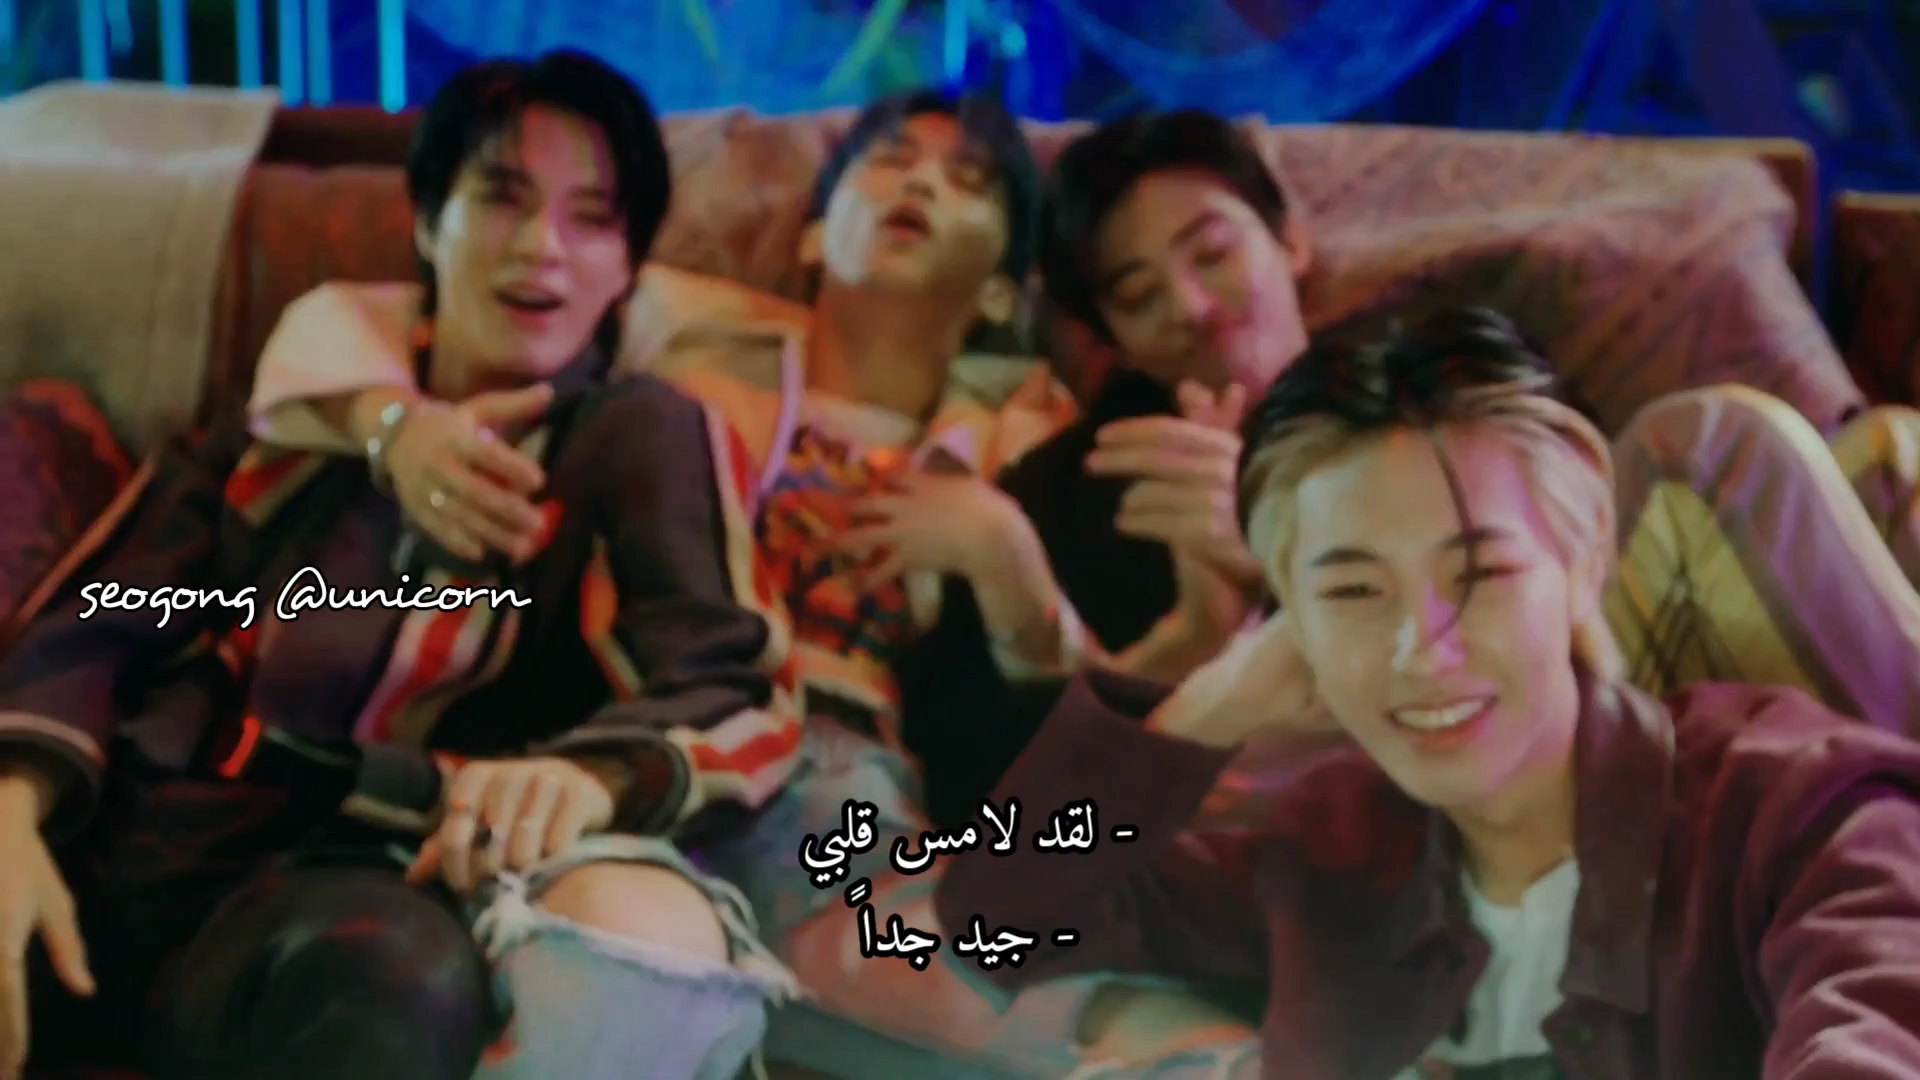 seogong @unicorn
- لقد لامس قلبي
- جيد جداً